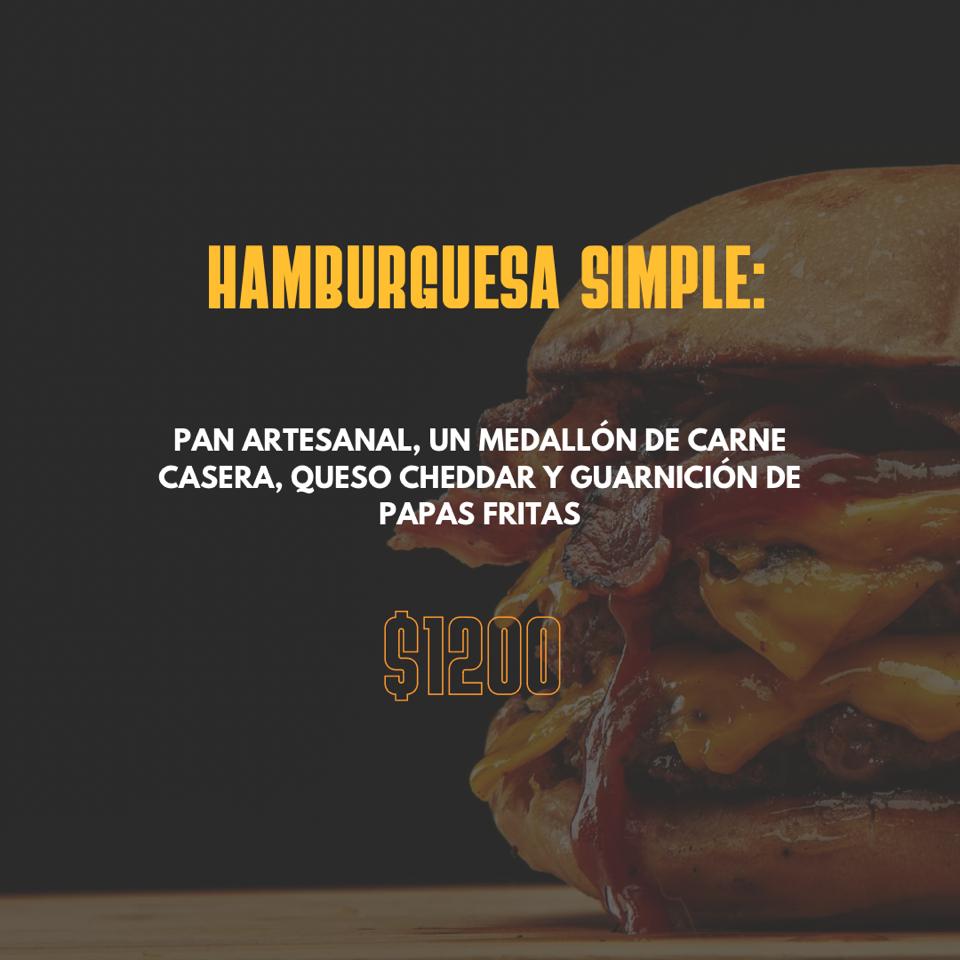 HAMBURGUESA SIMPLE:
PAN ARTESANAL, UN MEDALLÓN DE CARNE
CASERA, QUESO CHEDDAR Y GUARNICIÓN DE
PAPAS FRITAS
$1200